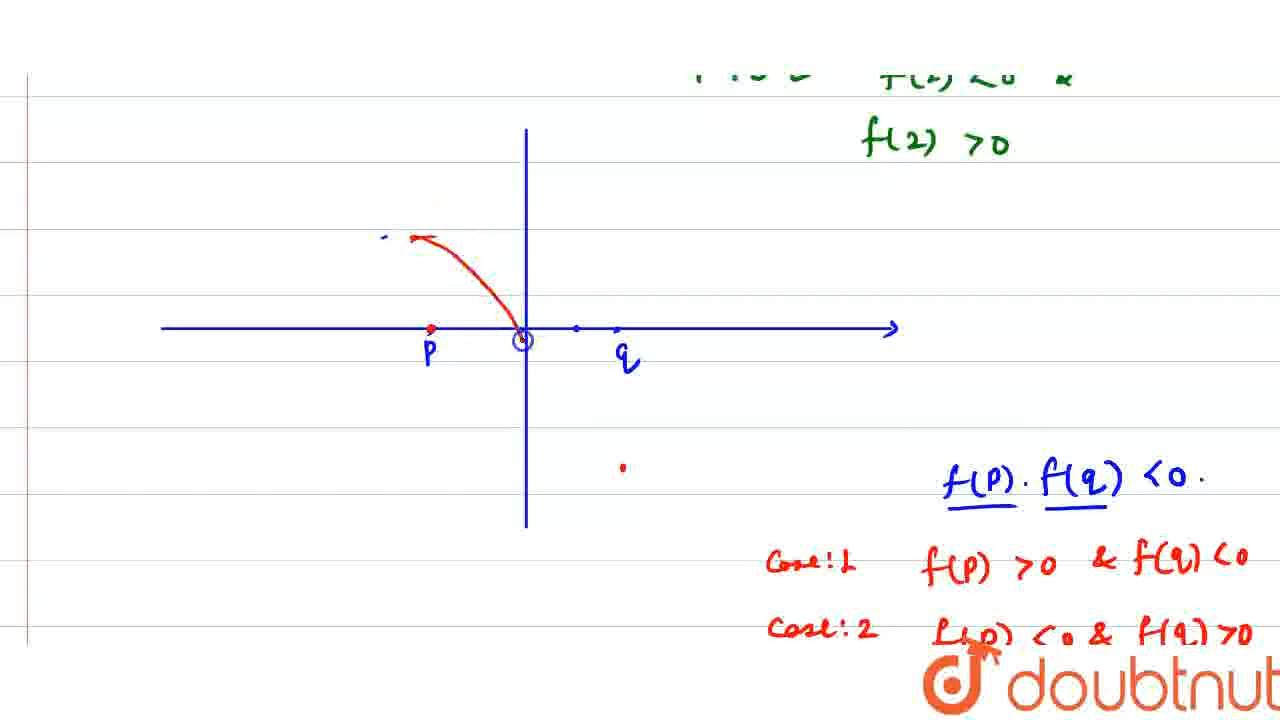 f(2) >0
P
q
f(p) . f(q) <0 .
Case:1 f(p) >0 & f(q) <0
Case:2 f(p) <0 & f(q) >0
doubtnut